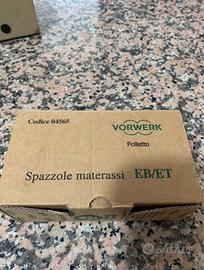 Codice 04565
VORWERK
Folletto
Spazzole materassi EB/ET